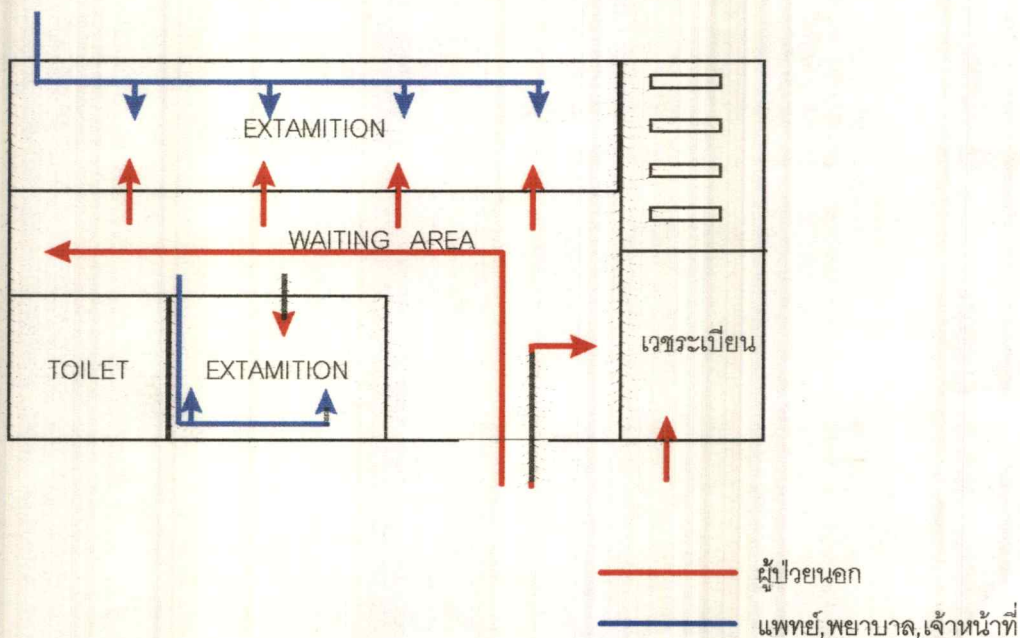 EXTAMITION
WAITING AREA
TOILET
EXTAMITION
เวชระเบียน
ผู้ป่วยนอก
แพทย์,พยาบาล,เจ้าหน้าที่